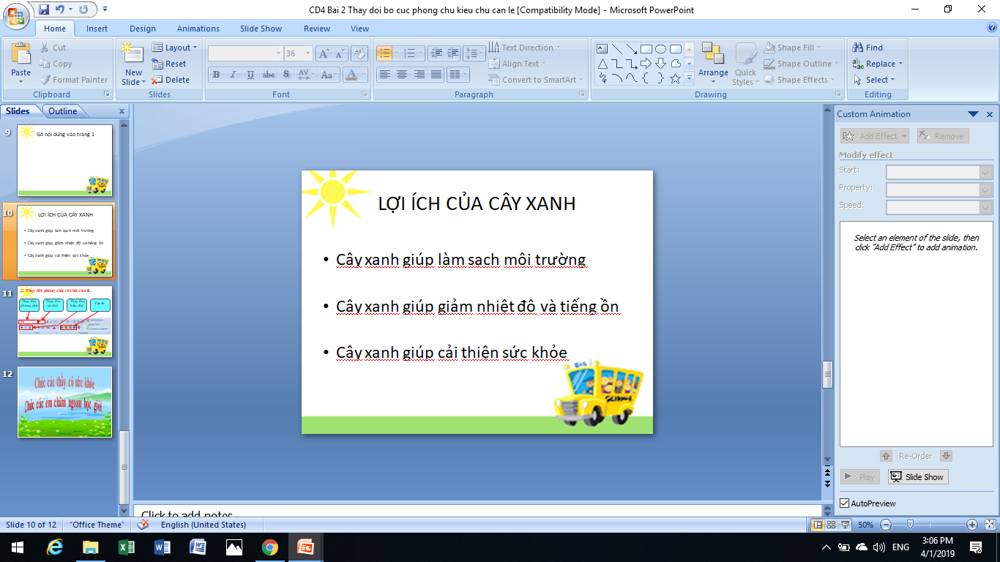 CD4 Bai 2 Thay doi bo cuc phong chu kieu chu can le [Compatibility Mode] - Microsoft PowerPoint
Home Insert Design Animations Slide Show Review View
Paste
Cut
Copy
Format Painter
Clipboard
New Slide
Layout
Reset
Delete
Slides
36
B I U abc S AV Aa A
Font
Text Direction
Align Text
Convert to SmartArt
Paragraph
Arrange
Quick Styles
Shape Fill
Shape Outline
Shape Effects
Drawing
Find
Replace
Select
Editing
Slides Outline x
9
Gõ nội dung vào trang 1
10
LỢI ÍCH CỦA CÂY XANH
• Cây xanh giúp làm sạch môi trường
• Cây xanh giúp giảm nhiệt độ và tiếng ồn
• Cây xanh giúp cải thiện sức khỏe
11
2. Thay đổi phông chữ, cỡ chữ, căn lề.
Thay đổi phông chữ
Thay đổi cỡ chữ
Thay đổi kiểu chữ
Căn lề
12
Chúc các thầy cô sức khỏe
Chúc các em chăm ngoan học giỏi
LỢI ÍCH CỦA CÂY XANH
• Cây xanh giúp làm sạch môi trường
• Cây xanh giúp giảm nhiệt độ và tiếng ồn
• Cây xanh giúp cải thiện sức khỏe
SCHOOL
Click to add notes
Custom Animation
Add Effect
Remove
Modify effect
Start:
Property:
Speed:
Select an element of the slide, then
click "Add Effect" to add animation.
Re-Order
Play
Slide Show
AutoPreview
Slide 10 of 12 "Office Theme" English (United States) 50%
ENG
3:06 PM
4/1/2019